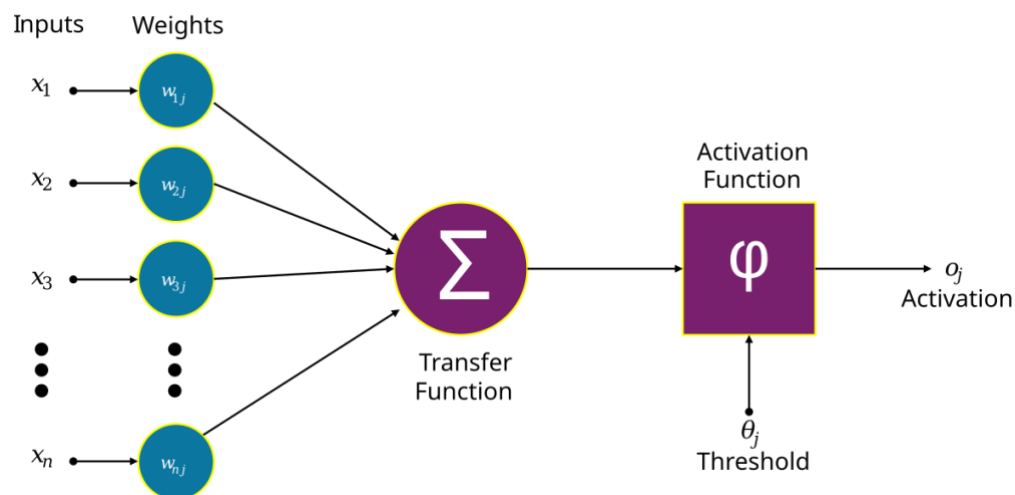 Inputs Weights
x₁ w₁ⱼ
x₂ w₂ⱼ
x₃ w₃ⱼ
xₙ wₙⱼ
Σ
Transfer
Function
Activation
Function
φ
oⱼ
Activation
θⱼ
Threshold